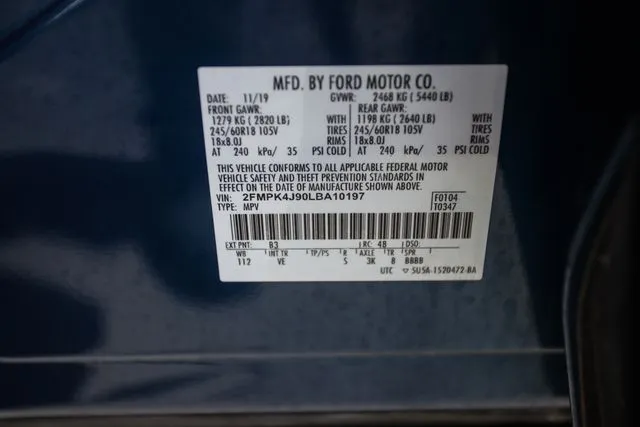 MFD. BY FORD MOTOR CO.
DATE: 11/19 GVWR: 2468 KG ( 5440 LB)
FRONT GAWR: REAR GAWR:
1279 KG ( 2820 LB) WITH 1198 KG ( 2640 LB) WITH
245/60R18 105V TIRES 245/60R18 105V TIRES
18x8.0J RIMS 18x8.0J RIMS
AT 240 kPa/ 35 PSI COLD AT 240 kPa/ 35 PSI COLD
THIS VEHICLE CONFORMS TO ALL APPLICABLE FEDERAL MOTOR
VEHICLE SAFETY AND THEFT PREVENTION STANDARDS IN
EFFECT ON THE DATE OF MANUFACTURE SHOWN ABOVE.
VIN: 2FMPK4J90LBA10197 F0104
TYPE: MPV T0347
EXT PNT: B3 RC: 48 DSO:
WB INT TR TP/PS R AXLE TR SPR
112 VE S 3K 8 BBBB
UTC ▽ 5U5A-1520472-BA